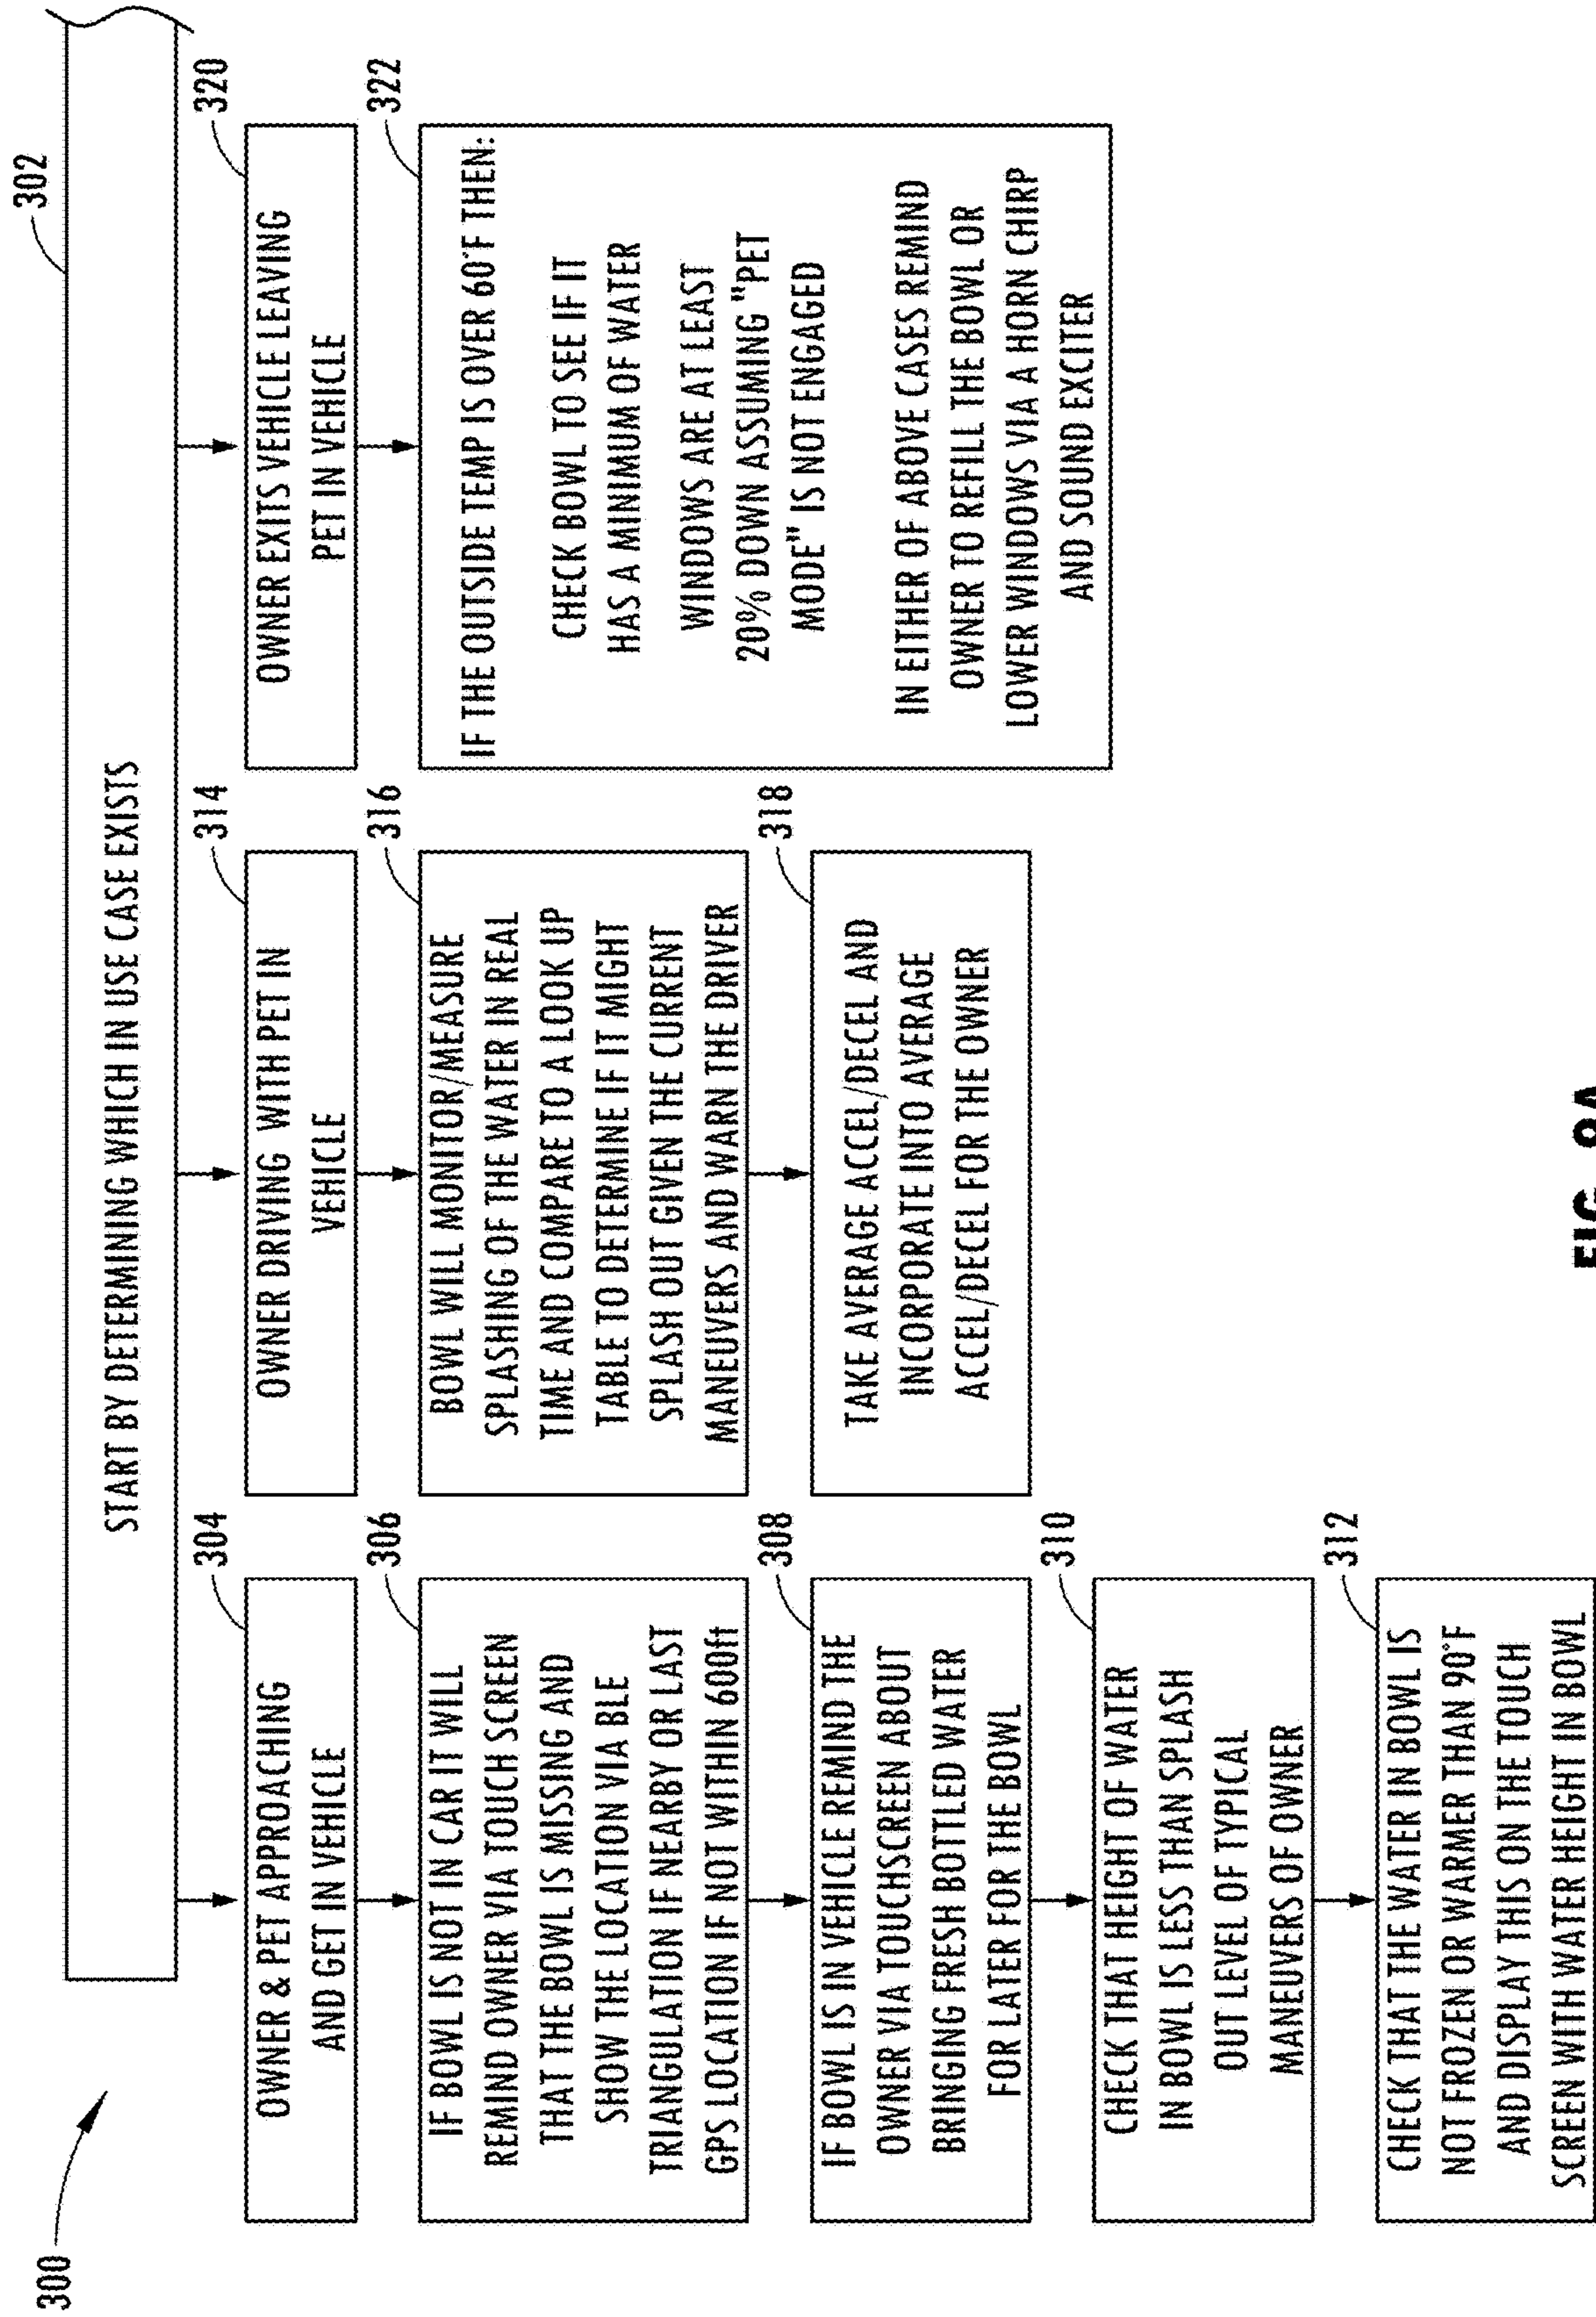 300
302
START BY DETERMINING WHICH IN USE CASE EXISTS
304
OWNER & PET APPROACHING
AND GET IN VEHICLE
306
IF BOWL IS NOT IN CAR IT WILL
REMIND OWNER VIA TOUCH SCREEN
THAT THE BOWL IS MISSING AND
SHOW THE LOCATION VIA BLE
TRIANGULATION IF NEARBY OR LAST
GPS LOCATION IF NOT WITHIN 600ft
308
IF BOWL IS IN VEHICLE REMIND THE
OWNER VIA TOUCHSCREEN ABOUT
BRINGING FRESH BOTTLED WATER
FOR LATER FOR THE BOWL
310
CHECK THAT HEIGHT OF WATER
IN BOWL IS LESS THAN SPLASH
OUT LEVEL OF TYPICAL
MANEUVERS OF OWNER
312
CHECK THAT THE WATER IN BOWL IS
NOT FROZEN OR WARMER THAN 90°F
AND DISPLAY THIS ON THE TOUCH
SCREEN WITH WATER HEIGHT IN BOWL
314
OWNER DRIVING WITH PET IN
VEHICLE
316
BOWL WILL MONITOR/MEASURE
SPLASHING OF THE WATER IN REAL
TIME AND COMPARE TO A LOOK UP
TABLE TO DETERMINE IF IT MIGHT
SPLASH OUT GIVEN THE CURRENT
MANEUVERS AND WARN THE DRIVER
318
TAKE AVERAGE ACCEL/DECEL AND
INCORPORATE INTO AVERAGE
ACCEL/DECEL FOR THE OWNER
320
OWNER EXITS VEHICLE LEAVING
PET IN VEHICLE
322
IF THE OUTSIDE TEMP IS OVER 60°F THEN:
CHECK BOWL TO SEE IF IT
HAS A MINIMUM OF WATER
WINDOWS ARE AT LEAST
20% DOWN ASSUMING "PET
MODE" IS NOT ENGAGED
IN EITHER OF ABOVE CASES REMIND
OWNER TO REFILL THE BOWL OR
LOWER WINDOWS VIA A HORN CHIRP
AND SOUND EXCITER